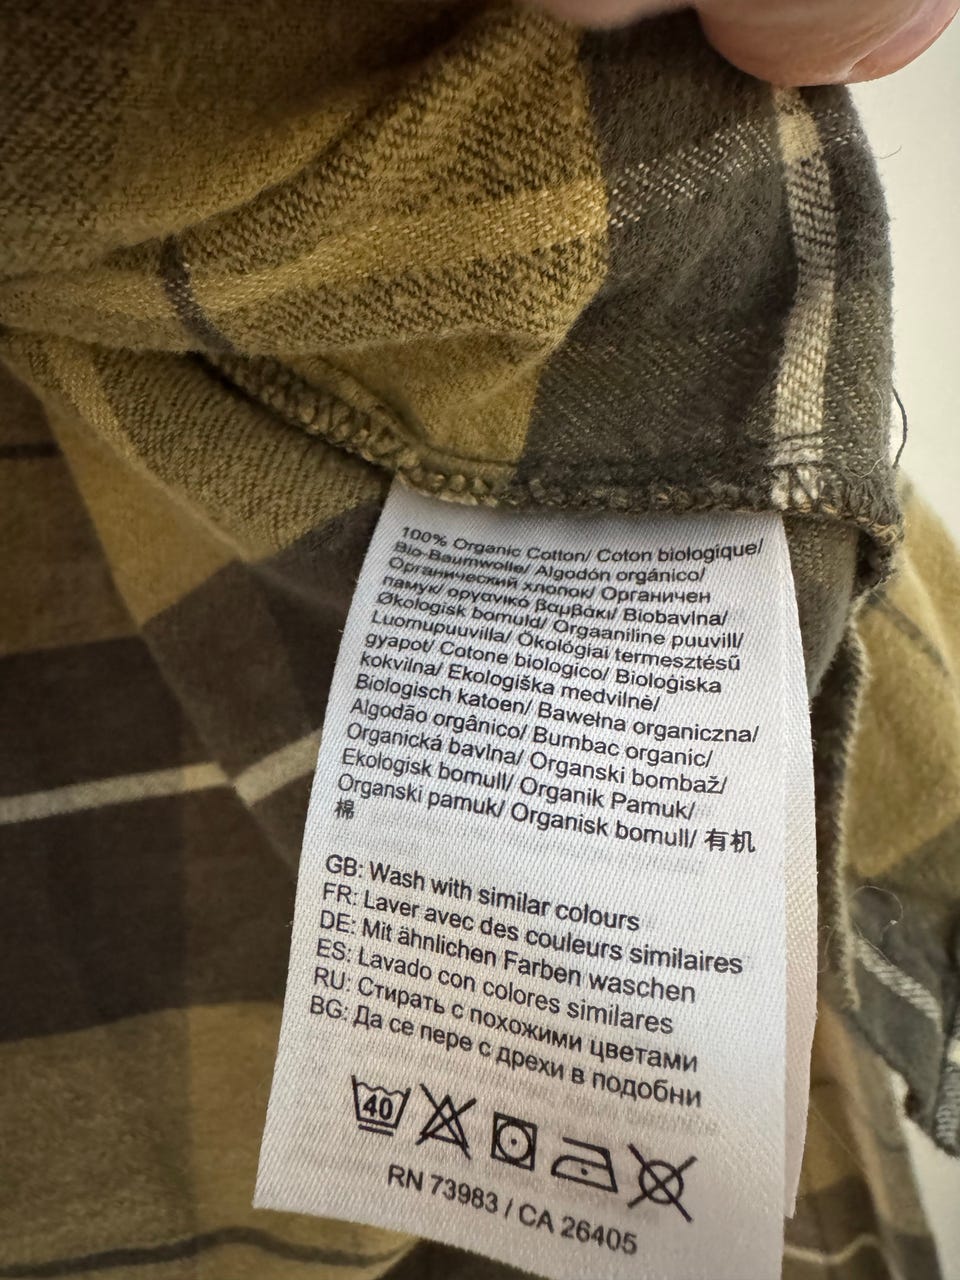 100% Organic Cotton/ Coton biologique/
Bio-Baumwolle/ Algodón orgánico/
Органический хлопок/ Органичен
памук/ οργανικό βαμβάκι/ Biobavlna/
Økologisk bomuld/ Orgaaniline puuvill/
Luomupuuvilla/ Ökológiai termesztésű
gyapot/ Cotone biologico/ Bioloģiska
kokvilna/ Ekologiška medvilnė/
Biologisch katoen/ Bawełna organiczna/
Algodão orgânico/ Bumbac organic/
Organická bavlna/ Organski bombaž/
Ekologisk bomull/ Organik Pamuk/
Organski pamuk/ Organisk bomull/ 有机
棉
GB: Wash with similar colours
FR: Laver avec des couleurs similaires
DE: Mit ähnlichen Farben waschen
ES: Lavado con colores similares
RU: Стирать с похожими цветами
BG: Да се пере с дрехи в подобни
40
RN 73983 / CA 26405